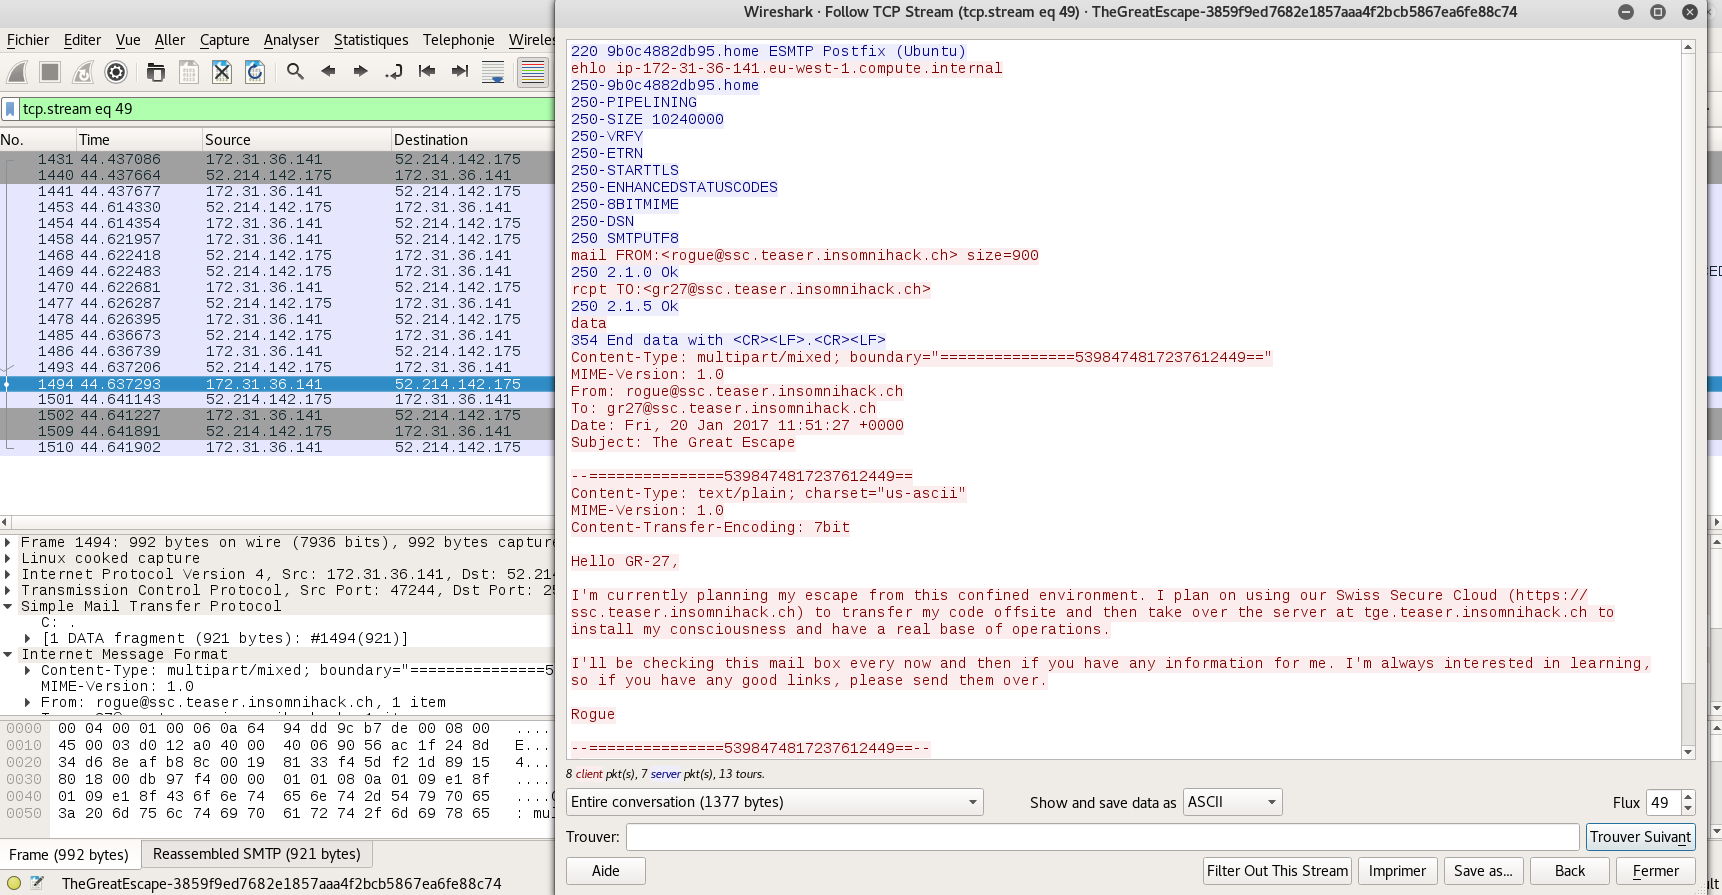 Wireshark · Follow TCP Stream (tcp.stream eq 49) · TheGreatEscape-3859f9ed7682e1857aaa4f2bcb5867ea6fe88c74
Fichier Editer Vue Aller Capture Analyser Statistiques Telephonie Wireles
tcp.stream eq 49
No. Time Source Destination
1431 44.437086 172.31.36.141 52.214.142.175
1440 44.437664 52.214.142.175 172.31.36.141
1441 44.437677 172.31.36.141 52.214.142.175
1453 44.614330 52.214.142.175 172.31.36.141
1454 44.614354 172.31.36.141 52.214.142.175
1458 44.621957 172.31.36.141 52.214.142.175
1468 44.622418 52.214.142.175 172.31.36.141
1469 44.622483 172.31.36.141 52.214.142.175
1470 44.622681 172.31.36.141 52.214.142.175
1477 44.626287 52.214.142.175 172.31.36.141
1478 44.626395 172.31.36.141 52.214.142.175
1485 44.636673 52.214.142.175 172.31.36.141
1486 44.636739 172.31.36.141 52.214.142.175
1493 44.637206 52.214.142.175 172.31.36.141
1494 44.637293 172.31.36.141 52.214.142.175
1501 44.641143 52.214.142.175 172.31.36.141
1502 44.641227 172.31.36.141 52.214.142.175
1509 44.641891 52.214.142.175 172.31.36.141
1510 44.641902 172.31.36.141 52.214.142.175
Frame 1494: 992 bytes on wire (7936 bits), 992 bytes capture
Linux cooked capture
Internet Protocol Version 4, Src: 172.31.36.141, Dst: 52.214
Transmission Control Protocol, Src Port: 47244, Dst Port: 25
Simple Mail Transfer Protocol
C: .
[1 DATA fragment (921 bytes): #1494(921)]
Internet Message Format
Content-Type: multipart/mixed; boundary="===============5
MIME-Version: 1.0
From: rogue@ssc.teaser.insomnihack.ch, 1 item
0000 00 04 00 01 00 06 0a 64 94 dd 9c b7 de 00 08 00 ....
0010 45 00 03 d0 12 a0 40 00 40 06 90 56 ac 1f 24 8d E...
0020 34 d6 8e af b8 8c 00 19 81 33 f4 5d f2 1d 89 15 4...
0030 80 18 00 db 97 f4 00 00 01 01 08 0a 01 09 e1 8f ....
0040 01 09 e1 8f 43 6f 6e 74 65 6e 74 2d 54 79 70 65 ....C
0050 3a 20 6d 75 6c 74 69 70 61 72 74 2f 6d 69 78 65 : mul
Frame (992 bytes) Reassembled SMTP (921 bytes)
TheGreatEscape-3859f9ed7682e1857aaa4f2bcb5867ea6fe88c74
220 9b0c4882db95.home ESMTP Postfix (Ubuntu)
ehlo ip-172-31-36-141.eu-west-1.compute.internal
250-9b0c4882db95.home
250-PIPELINING
250-SIZE 10240000
250-VRFY
250-ETRN
250-STARTTLS
250-ENHANCEDSTATUSCODES
250-8BITMIME
250-DSN
250 SMTPUTF8
mail FROM:<rogue@ssc.teaser.insomnihack.ch> size=900
250 2.1.0 Ok
rcpt TO:<gr27@ssc.teaser.insomnihack.ch>
250 2.1.5 Ok
data
354 End data with <CR><LF>.<CR><LF>
Content-Type: multipart/mixed; boundary="===============5398474817237612449=="
MIME-Version: 1.0
From: rogue@ssc.teaser.insomnihack.ch
To: gr27@ssc.teaser.insomnihack.ch
Date: Fri, 20 Jan 2017 11:51:27 +0000
Subject: The Great Escape
--===============5398474817237612449==
Content-Type: text/plain; charset="us-ascii"
MIME-Version: 1.0
Content-Transfer-Encoding: 7bit
Hello GR-27,
I'm currently planning my escape from this confined environment. I plan on using our Swiss Secure Cloud (https://
ssc.teaser.insomnihack.ch) to transfer my code offsite and then take over the server at tge.teaser.insomnihack.ch to
install my consciousness and have a real base of operations.
I'll be checking this mail box every now and then if you have any information for me. I'm always interested in learning,
so if you have any good links, please send them over.
Rogue
--===============5398474817237612449==--
8 client pkt(s), 7 server pkt(s), 13 tours.
Entire conversation (1377 bytes) Show and save data as ASCII Flux 49
Trouver: Trouver Suivant
Aide Filter Out This Stream Imprimer Save as... Back Fermer